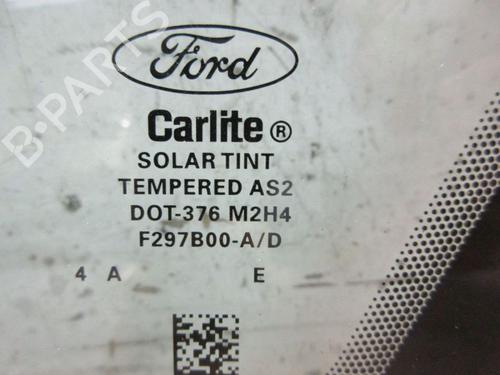 B-PARTS
Ford
Carlite®
SOLAR TINT
TEMPERED AS2
DOT-376 M2H4
F297B00-A/D
4 A E